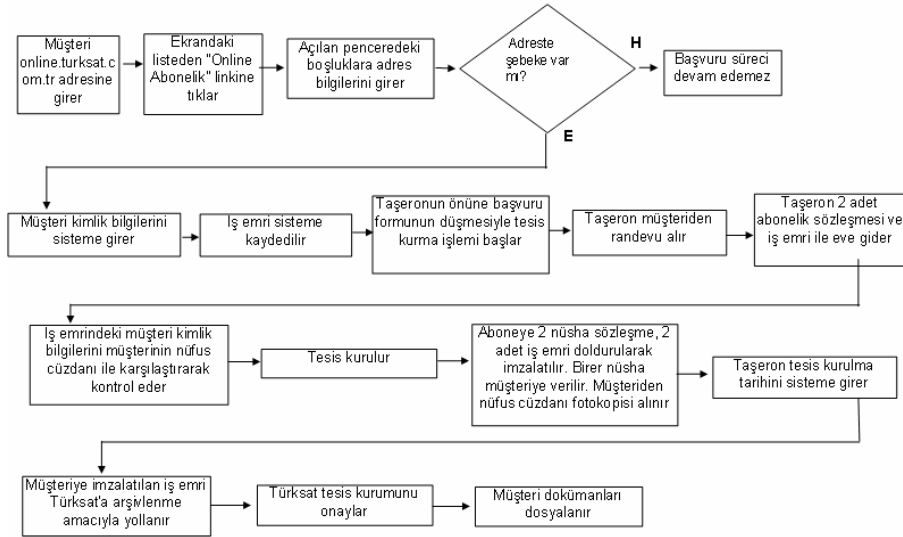 Müşteri
online.turksat.c
om.tr adresine
girer
Ekrandaki
listeden "Online
Abonelik" linkine
tıklar
Açılan penceredeki
boşluklara adres
bilgilerini girer
Adreste
şebeke var
mı?
H
Başvuru süreci
devam edemez
E
Müşteri kimlik bilgilerini
sisteme girer
İş emri sisteme
kaydedilir
Taşeronun önüne başvuru
formunun düşmesiyle tesis
kurma işlemi başlar
Taşeron müşteriden
randevu alır
Taşeron 2 adet
abonelik sözleşmesi ve
iş emri ile eve gider
İş emrindeki müşteri kimlik
bilgilerini müşterinin nüfus
cüzdanı ile karşılaştırarak
kontrol eder
Tesis kurulur
Aboneye 2 nüsha sözleşme, 2
adet iş emri doldurularak
imzalatılır. Birer nüsha
müşteriye verilir. Müşteriden
nüfus cüzdanı fotokopisi alınır
Taşeron tesis kurulma
tarihini sisteme girer
Müşteriye imzalatılan iş emri
Türksat'a arşivlenme
amacıyla yollanır
Türksat tesis kurumunu
onaylar
Müşteri dokümanları
dosyalanır